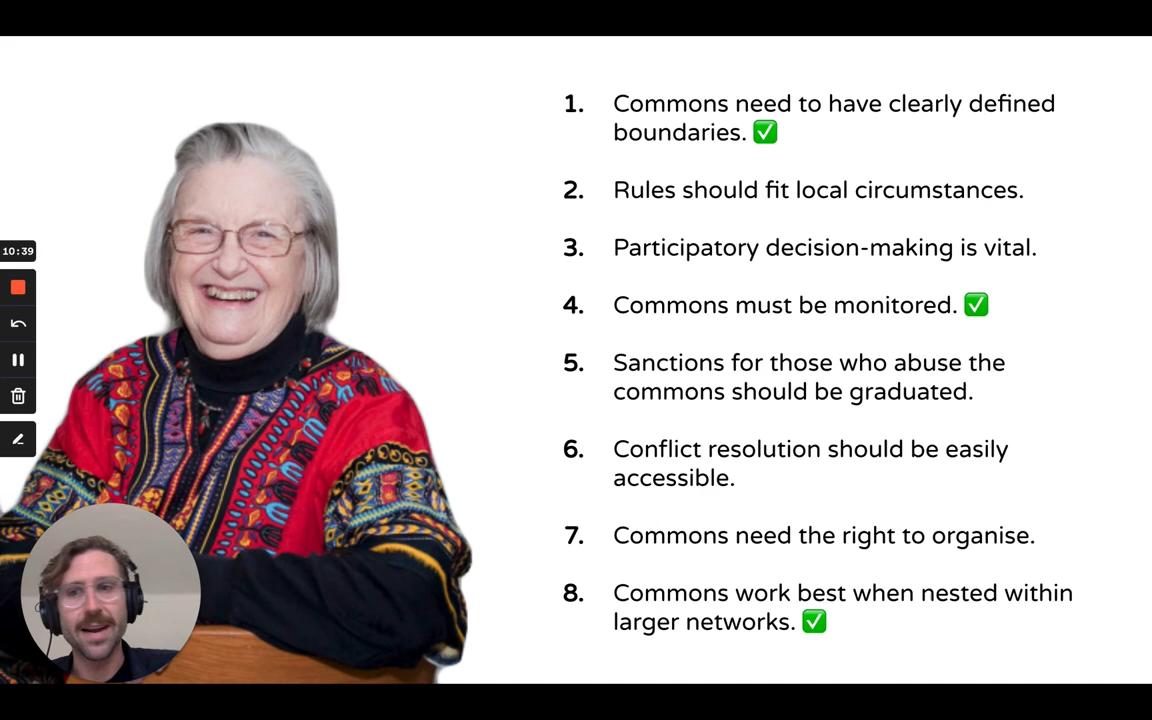 1. Commons need to have clearly defined
boundaries. ✅
2. Rules should fit local circumstances.
3. Participatory decision-making is vital.
4. Commons must be monitored. ✅
5. Sanctions for those who abuse the
commons should be graduated.
6. Conflict resolution should be easily
accessible.
7. Commons need the right to organise.
8. Commons work best when nested within
larger networks. ✅
10:39